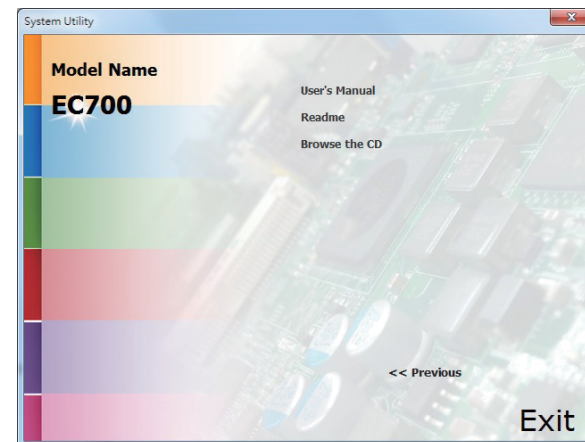 System Utility
Model Name
EC700
User's Manual
Readme
Browse the CD
<< Previous
Exit